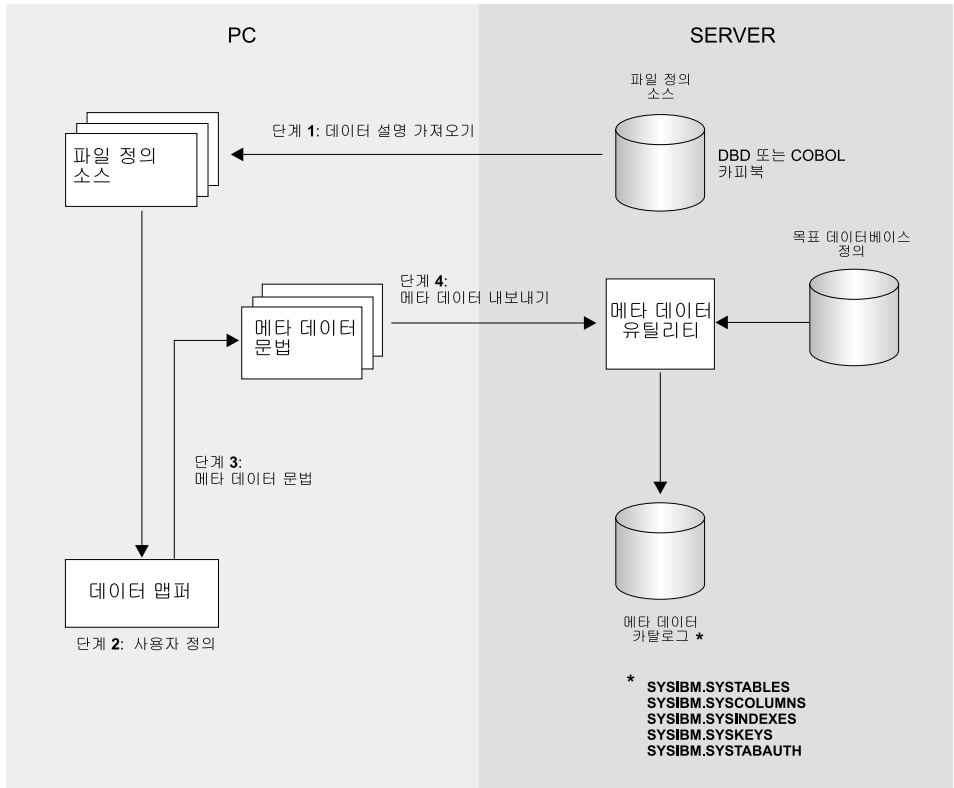 PC
SERVER
파일 정의
소스
단계 1: 데이터 설명 가져오기
파일 정의
소스
DBD 또는 COBOL
카피북
목표 데이터베이스
정의
단계 4:
메타 데이터 내보내기
메타 데이터
문법
메타 데이터
유틸리티
단계 3:
메타 데이터 문법
데이터 맵퍼
단계 2: 사용자 정의
메타 데이터
카탈로그 *
* SYSIBM.SYSTABLES
SYSIBM.SYSCOLUMNS
SYSIBM.SYSINDEXES
SYSIBM.SYSKEYS
SYSIBM.SYSTABAUTH